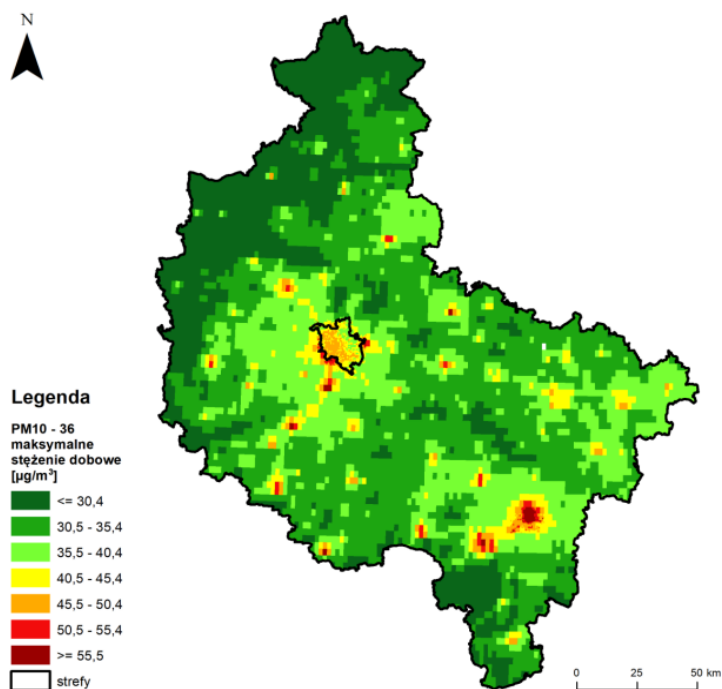 N
Legenda
PM10 - 36
maksymalne
stężenie dobowe
[µg/m³]
<= 30,4
30,5 - 35,4
35,5 - 40,4
40,5 - 45,4
45,5 - 50,4
50,5 - 55,4
>= 55,5
strefy
0 25 50 km